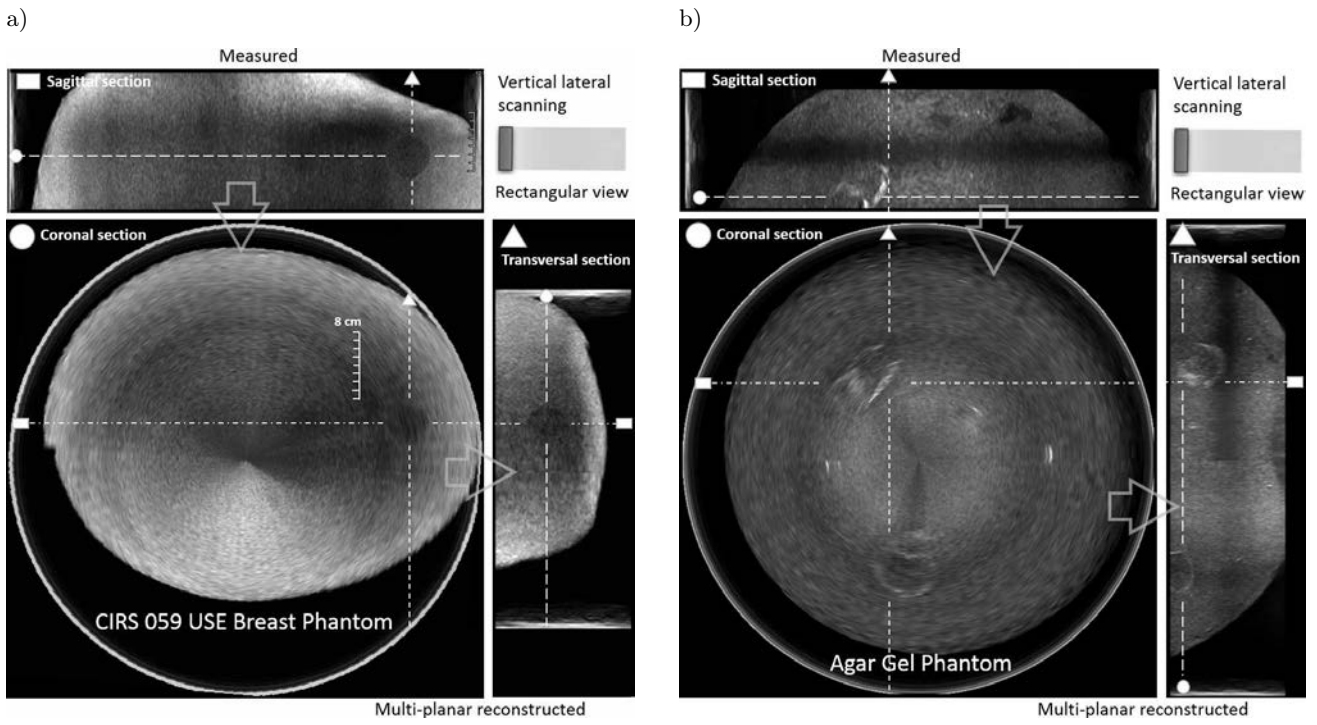 a)
Measured
Sagittal section
Vertical lateral
scanning
Rectangular view
Coronal section
Transversal section
8 cm
CIRS 059 USE Breast Phantom
Multi-planar reconstructed
b)
Measured
Sagittal section
Vertical lateral
scanning
Rectangular view
Coronal section
Transversal section
Agar Gel Phantom
Multi-planar reconstructed